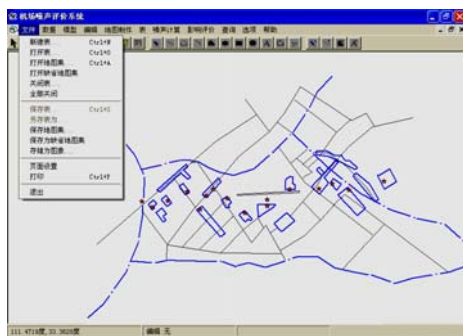 机场噪声评价系统
文件 数据 模型 编辑 地图制作 表 噪声计算 影响评价 查询 选项 帮助
新建表... Ctrl+N
打开表... Ctrl+O
打开地图集... Ctrl+A
打开缺省地图集
关闭表...
全部关闭
保存表... Ctrl+S
另存表为...
保存地图集...
保存为缺省地图集
存储为图象...
页面设置
打印 Ctrl+P
退出
编辑:无